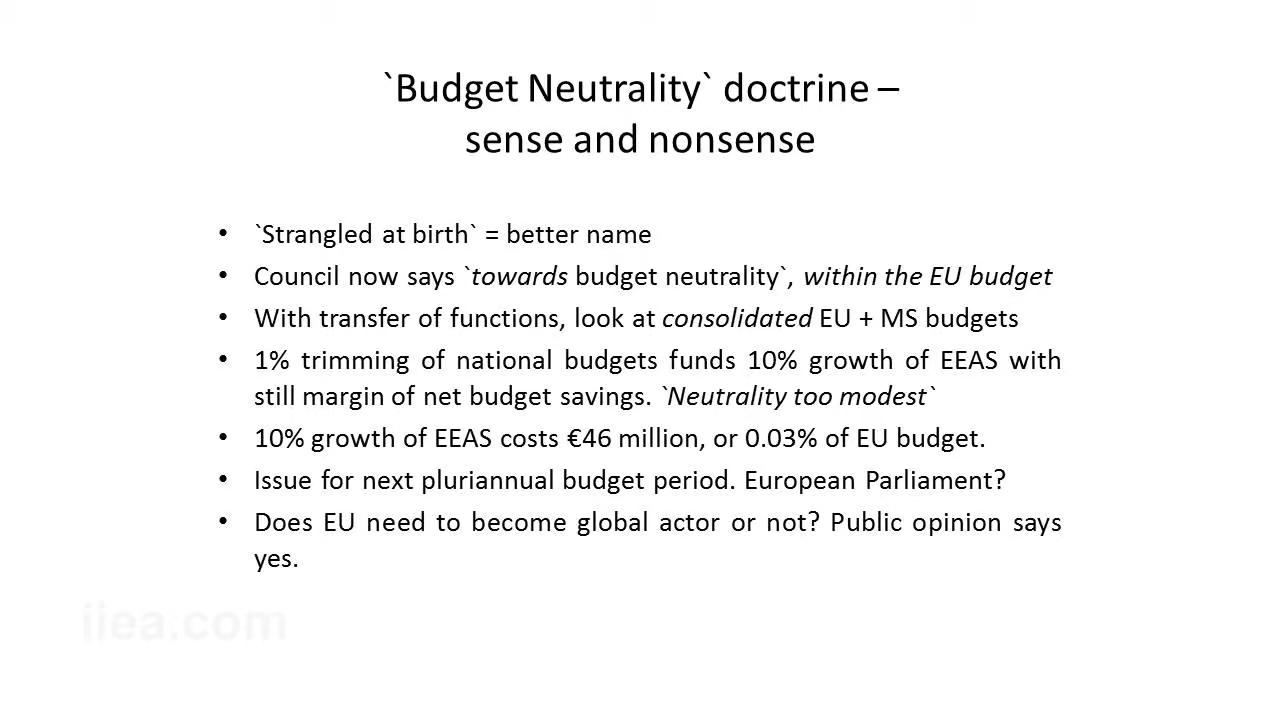 `Budget Neutrality` doctrine –
sense and nonsense
• `Strangled at birth` = better name
• Council now says `towards budget neutrality`, within the EU budget
• With transfer of functions, look at consolidated EU + MS budgets
• 1% trimming of national budgets funds 10% growth of EEAS with
still margin of net budget savings. `Neutrality too modest`
• 10% growth of EEAS costs €46 million, or 0.03% of EU budget.
• Issue for next pluriannual budget period. European Parliament?
• Does EU need to become global actor or not? Public opinion says
yes.
iiea.com